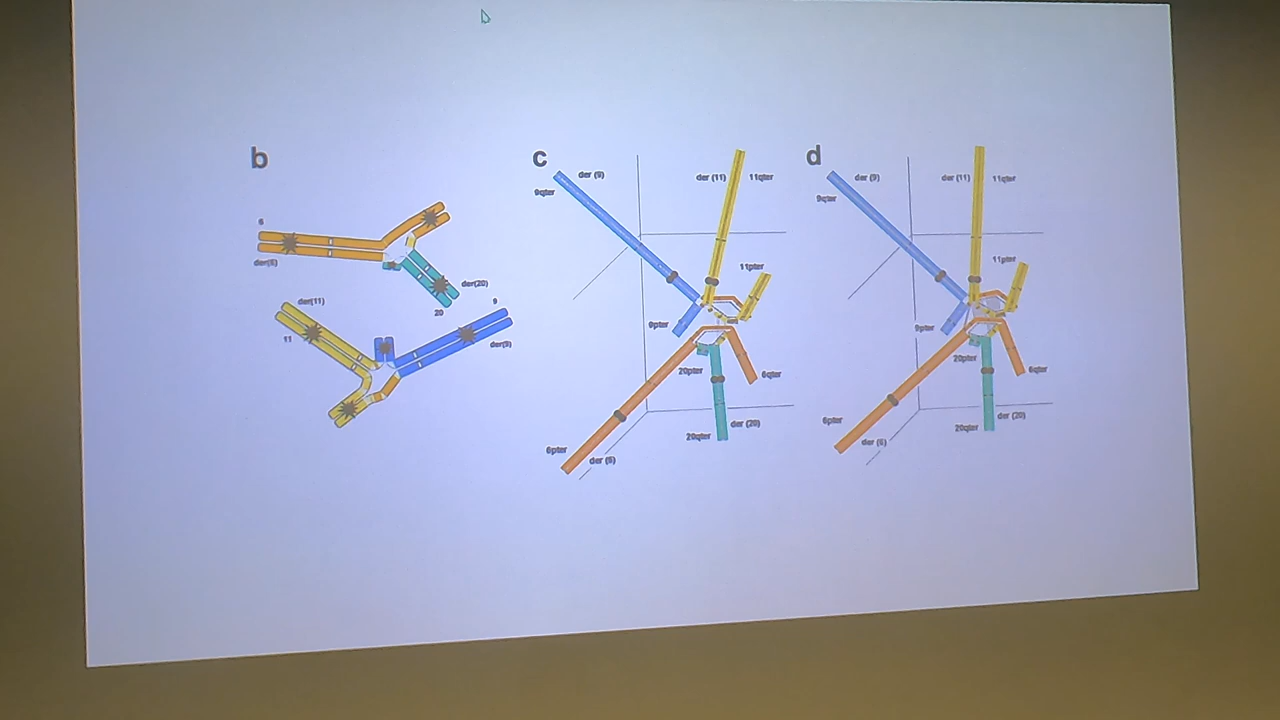 b
6
der(6)
der(20)
20
der(11)
11
9
der(9)
c
der (9)
9qter
der (11)
11qter
11pter
9pter
20pter
6qter
6pter
der (6)
20qter
der (20)
d
der (9)
9qter
der (11)
11qter
11pter
9pter
20pter
6qter
6pter
der (6)
20qter
der (20)